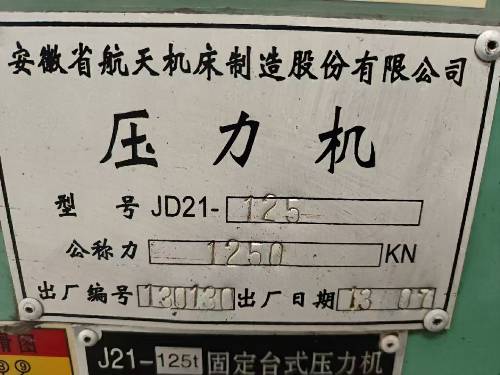 安徽省航天机床制造股份有限公司
压力机
型号 JD21-125
公称力 1250 KN
出厂编号 130130 出厂日期 13 07
J21-125t 固定台式压力机